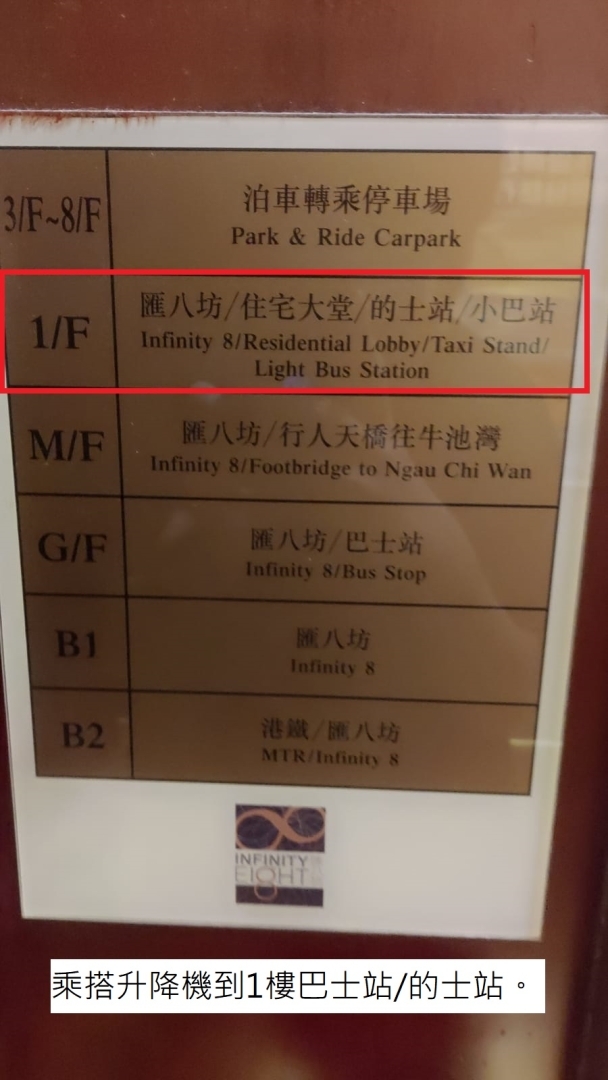 3/F~8/F
泊車轉乘停車場
Park & Ride Carpark
1/F
匯八坊/住宅大堂/的士站/小巴站
Infinity 8/Residential Lobby/Taxi Stand/
Light Bus Station
M/F
匯八坊/行人天橋往牛池灣
Infinity 8/Footbridge to Ngau Chi Wan
G/F
匯八坊/巴士站
Infinity 8/Bus Stop
B1
匯八坊
Infinity 8
B2
港鐵/匯八坊
MTR/Infinity 8
INFINITY
EIGHT
乘搭升降機到1樓巴士站/的士站。